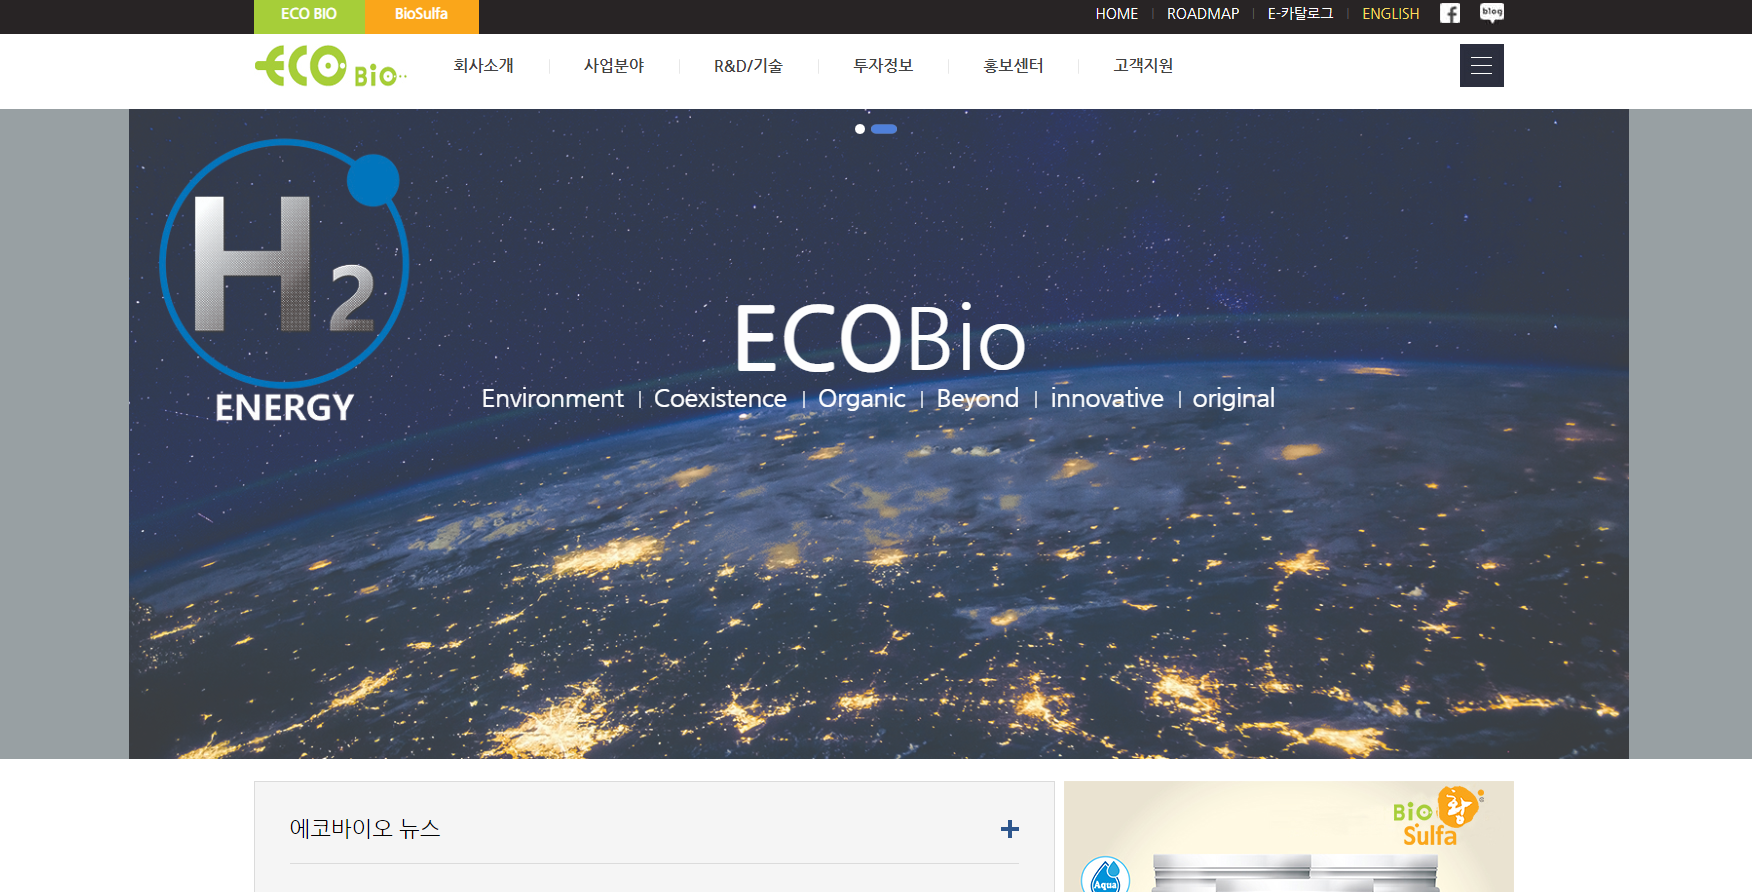 ECO BIO BioSulfa HOME ROADMAP E-카탈로그 ENGLISH blog
ECO Bio 회사소개 사업분야 R&D/기술 투자정보 홍보센터 고객지원
H2
ENERGY
ECOBio
Environment | Coexistence | Organic | Beyond | innovative | original
에코바이오 뉴스
Bio 황
Sulfa
Aqua